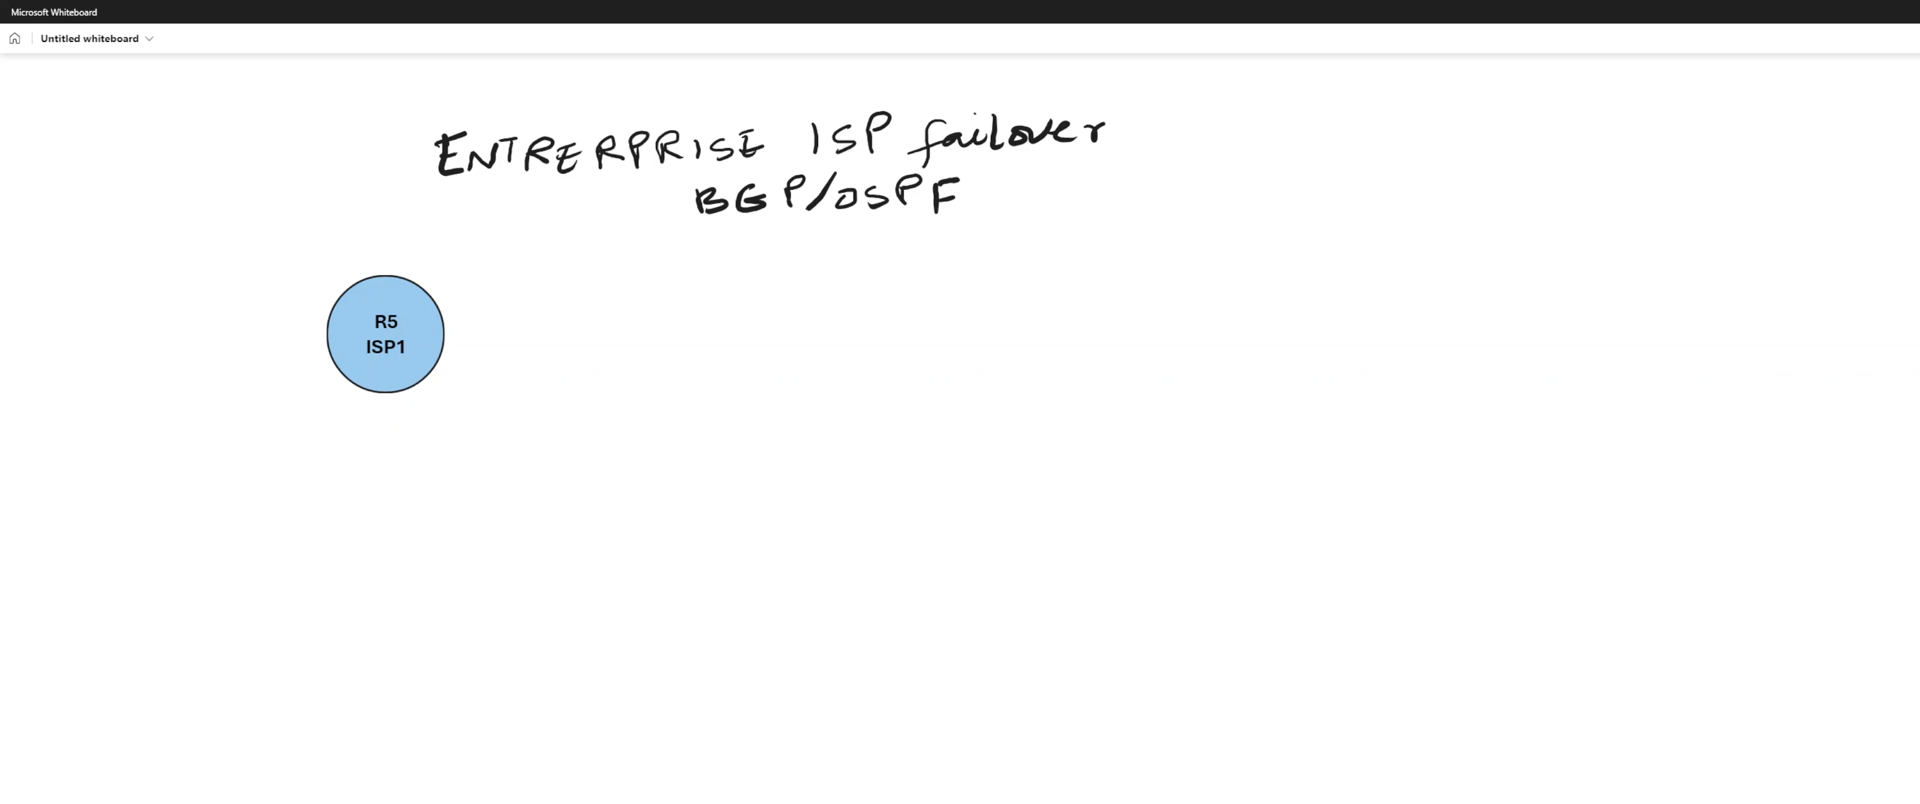 Microsoft Whiteboard
Untitled whiteboard
ENTRERPRISE ISP failover
BGP/OSPF
R5
ISP1